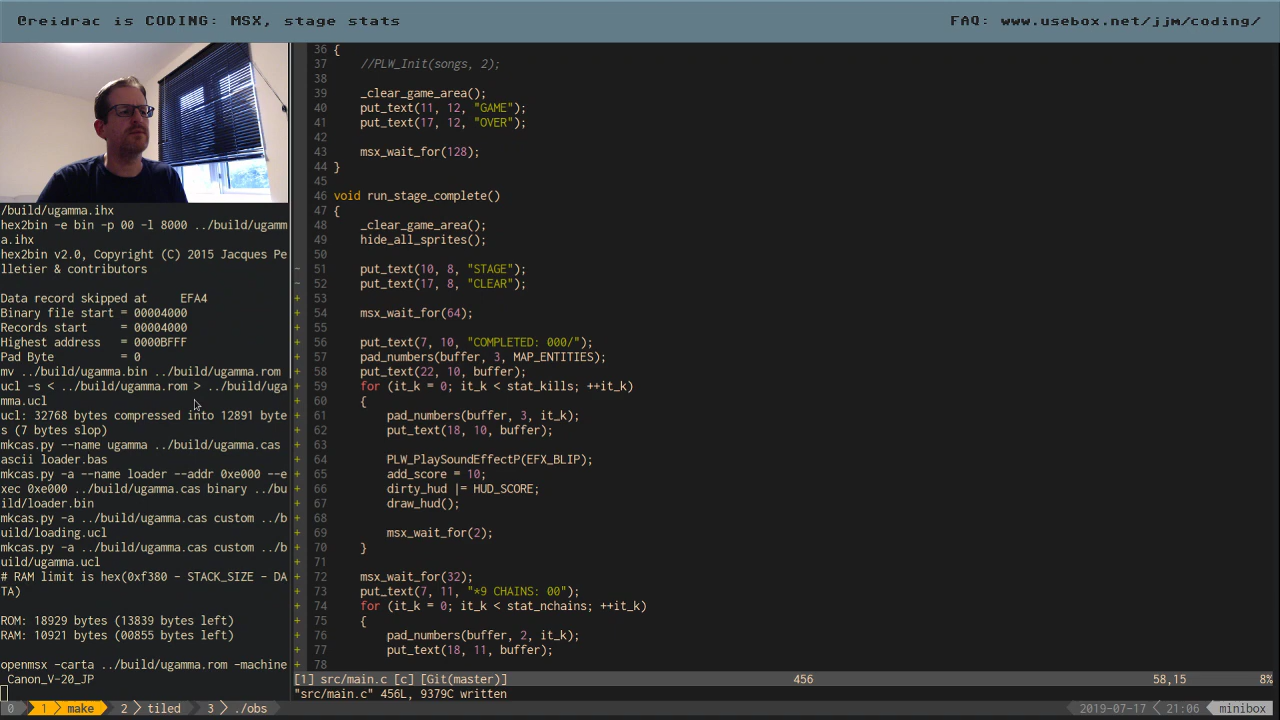 @reidrac is CODING: MSX, stage stats
FAQ: www.usebox.net/jjm/coding/
/build/ugamma.ihx
hex2bin -e bin -p 00 -l 8000 ../build/ugamm
a.ihx
hex2bin v2.0, Copyright (C) 2015 Jacques Pe
lletier & contributors
Data record skipped at     EFA4
Binary file start = 00004000
Records start     = 00004000
Highest address   = 0000BFFF
Pad Byte          = 0
mv ../build/ugamma.bin ../build/ugamma.rom
ucl -s < ../build/ugamma.rom > ../build/uga
mma.ucl
ucl: 32768 bytes compressed into 12891 byte
s (7 bytes slop)
mkcas.py --name ugamma ../build/ugamma.cas
ascii loader.bas
mkcas.py -a --name loader --addr 0xe000 --e
xec 0xe000 ../build/ugamma.cas binary ../bu
ild/loader.bin
mkcas.py -a ../build/ugamma.cas custom ../b
uild/loading.ucl
mkcas.py -a ../build/ugamma.cas custom ../b
uild/ugamma.ucl
# RAM limit is hex(0xf380 - STACK_SIZE - DA
TA)
ROM: 18929 bytes (13839 bytes left)
RAM: 10921 bytes (00855 bytes left)
openmsx -carta ../build/ugamma.rom -machine
 Canon_V-20_JP
36 {
37     //PLW_Init(songs, 2);
38
39     _clear_game_area();
40     put_text(11, 12, "GAME");
41     put_text(17, 12, "OVER");
42
43     msx_wait_for(128);
44 }
45
46 void run_stage_complete()
47 {
48     _clear_game_area();
49     hide_all_sprites();
50
~ 51     put_text(10, 8, "STAGE");
~ 52     put_text(17, 8, "CLEAR");
+ 53
+ 54     msx_wait_for(64);
+ 55
+ 56     put_text(7, 10, "COMPLETED: 000/");
+ 57     pad_numbers(buffer, 3, MAP_ENTITIES);
+ 58     put_text(22, 10, buffer);
+ 59     for (it_k = 0; it_k < stat_kills; ++it_k)
+ 60     {
+ 61         pad_numbers(buffer, 3, it_k);
+ 62         put_text(18, 10, buffer);
+ 63
+ 64         PLW_PlaySoundEffectP(EFX_BLIP);
+ 65         add_score = 10;
+ 66         dirty_hud |= HUD_SCORE;
+ 67         draw_hud();
+ 68
+ 69         msx_wait_for(2);
+ 70     }
+ 71
+ 72     msx_wait_for(32);
+ 73     put_text(7, 11, "*9 CHAINS: 00");
+ 74     for (it_k = 0; it_k < stat_nchains; ++it_k)
+ 75     {
+ 76         pad_numbers(buffer, 2, it_k);
+ 77         put_text(18, 11, buffer);
+ 78
[1] src/main.c [c] [Git(master)] 456 58,15 8%
"src/main.c" 456L, 9379C written
0 1 make 2 tiled 3 ./obs 2019-07-17 21:06 minibox